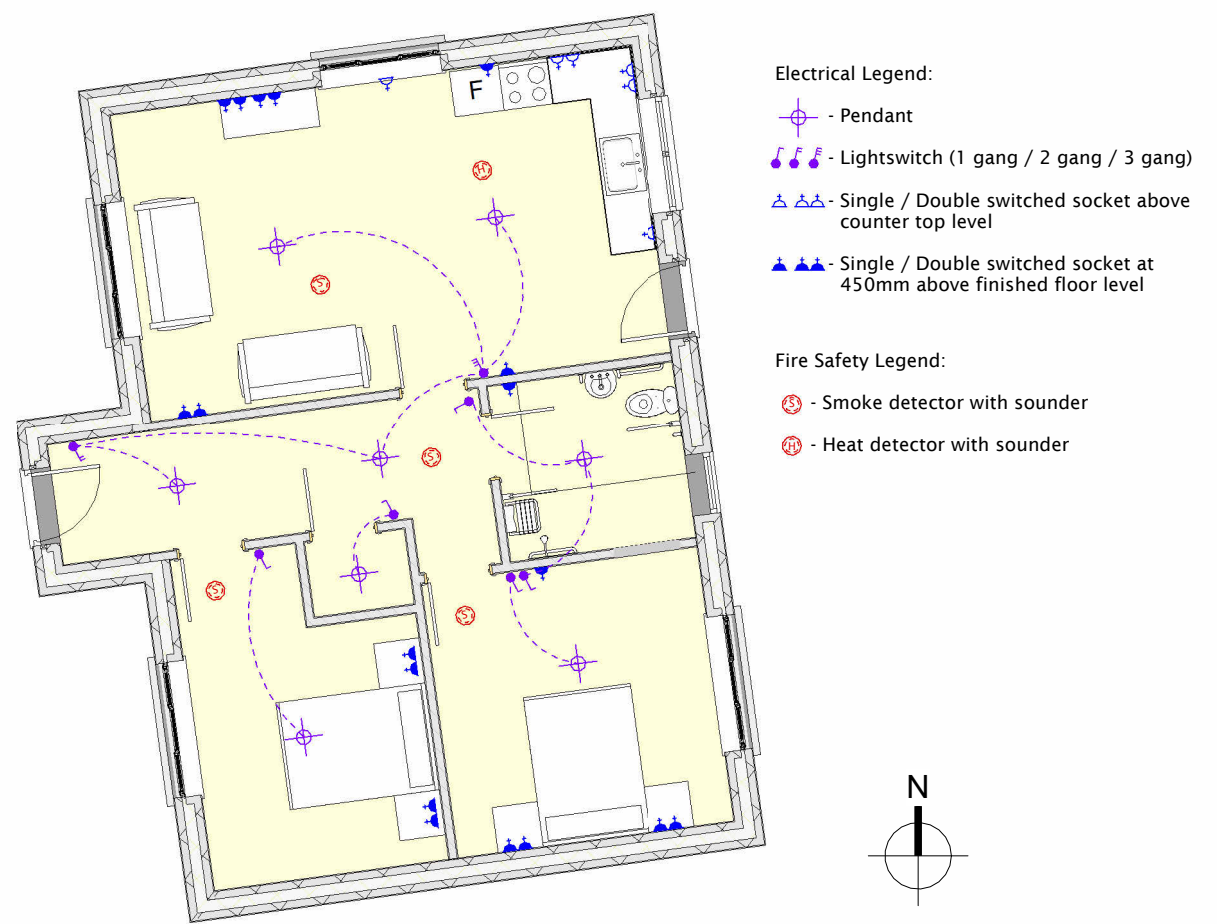 F
H
S
S
S
S
Electrical Legend:
- Pendant
- Lightswitch (1 gang / 2 gang / 3 gang)
- Single / Double switched socket above
counter top level
- Single / Double switched socket at
450mm above finished floor level
Fire Safety Legend:
S - Smoke detector with sounder
H - Heat detector with sounder
N